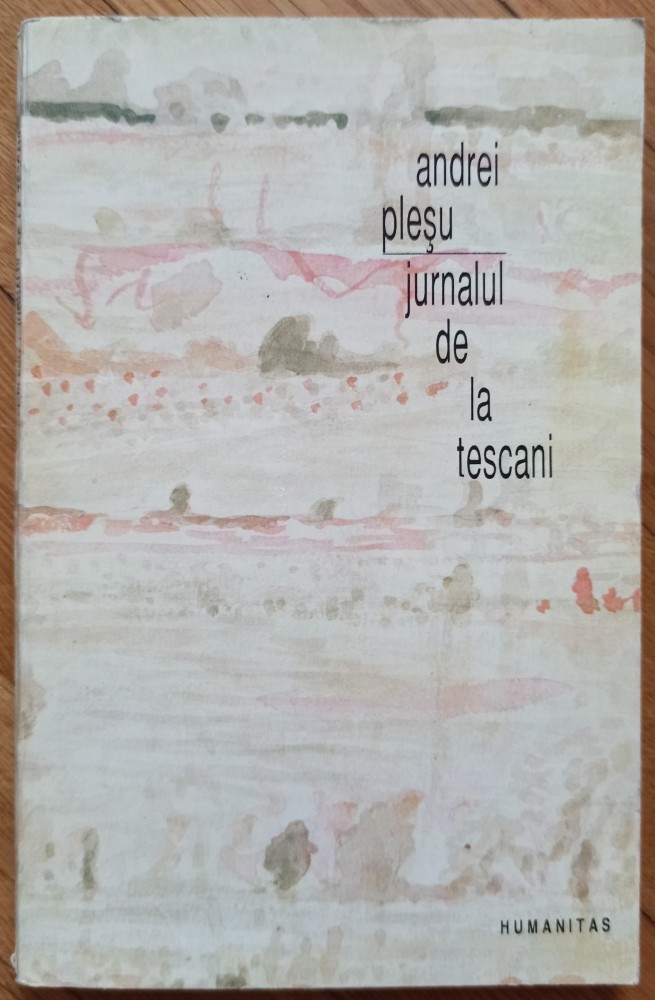 andrei
pleşu
jurnalul
de
la
tescani
HUMANITAS